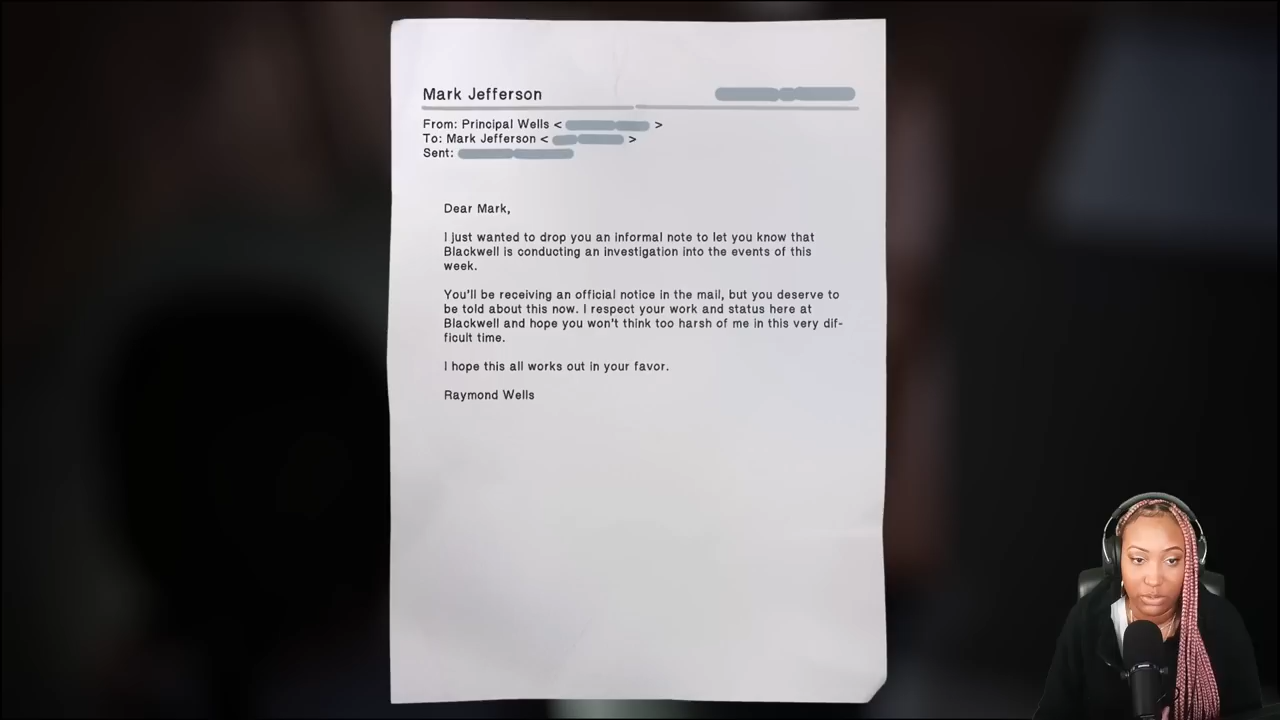 Mark Jefferson
From: Principal Wells < >
To: Mark Jefferson < >
Sent:
Dear Mark,
I just wanted to drop you an informal note to let you know that
Blackwell is conducting an investigation into the events of this
week.
You'll be receiving an official notice in the mail, but you deserve to
be told about this now. I respect your work and status here at
Blackwell and hope you won't think too harsh of me in this very dif-
ficult time.
I hope this all works out in your favor.
Raymond Wells